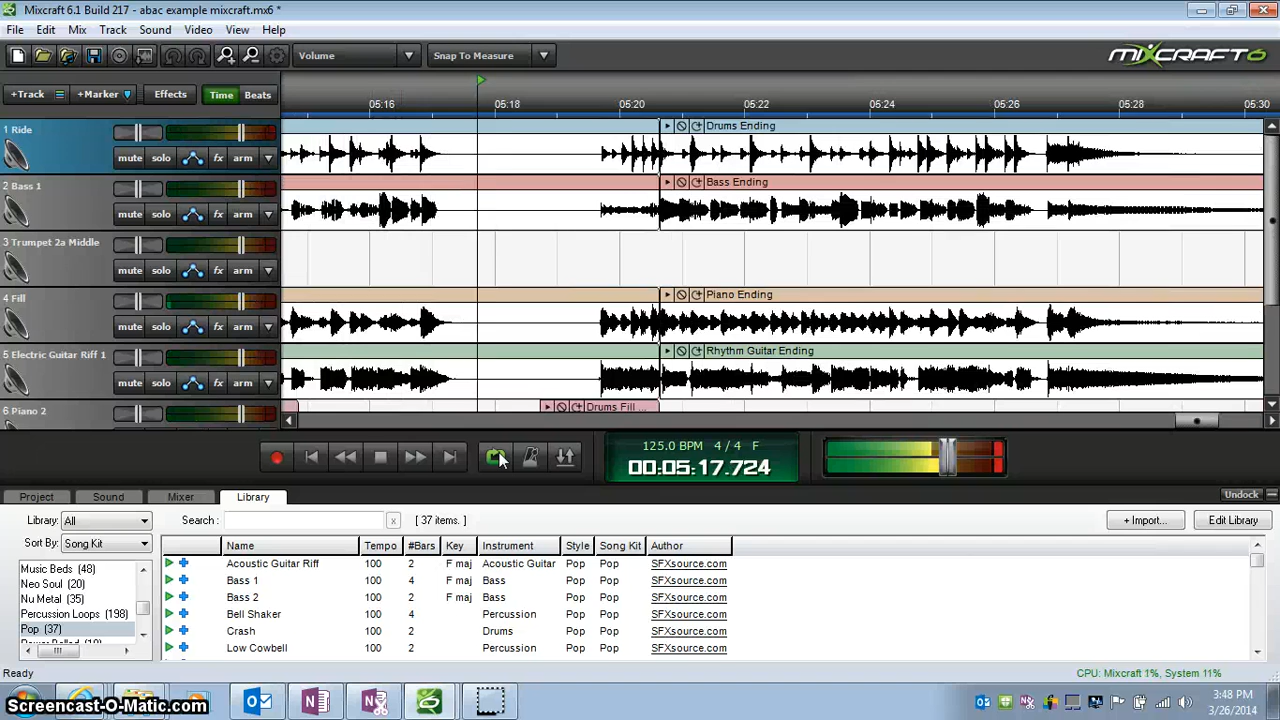 Mixcraft 6.1 Build 217 - abac example mixcraft.mx6 *
File Edit Mix Track Sound Video View Help
Volume Snap To Measure MIXCRAFT6
+Track +Marker Effects Time Beats
05:16 05:18 05:20 05:22 05:24 05:26 05:28 05:30
1 Ride
Drums Ending
mute solo fx arm
2 Bass 1
Bass Ending
mute solo fx arm
3 Trumpet 2a Middle
mute solo fx arm
4 Fill
Piano Ending
mute solo fx arm
5 Electric Guitar Riff 1
Rhythm Guitar Ending
mute solo fx arm
6 Piano 2
Drums Fill ...
125.0 BPM 4 / 4 F
00:05:17.724
Project Sound Mixer Library Undock
Library: All Search : x [ 37 items. ] + Import... Edit Library
Sort By: Song Kit
Name Tempo #Bars Key Instrument Style Song Kit Author
Music Beds (48)
Neo Soul (20)
Nu Metal (35)
Percussion Loops (198)
Pop (37)
Acoustic Guitar Riff 100 2 F maj Acoustic Guitar Pop Pop SFXsource.com
Bass 1 100 4 F maj Bass Pop Pop SFXsource.com
Bass 2 100 2 F maj Bass Pop Pop SFXsource.com
Bell Shaker 100 4 Percussion Pop Pop SFXsource.com
Crash 100 2 Drums Pop Pop SFXsource.com
Low Cowbell 100 2 Percussion Pop Pop SFXsource.com
Ready CPU: Mixcraft 1%, System 11%
Screencast-O-Matic.com
3:48 PM
3/26/2014